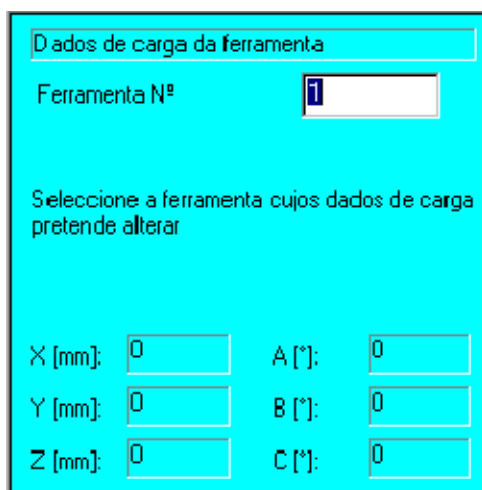 Dados de carga da ferramenta
Ferramenta Nº 1
Seleccione a ferramenta cujos dados de carga
pretende alterar
X [mm]: 0 A [°]: 0
Y [mm]: 0 B [°]: 0
Z [mm]: 0 C [°]: 0